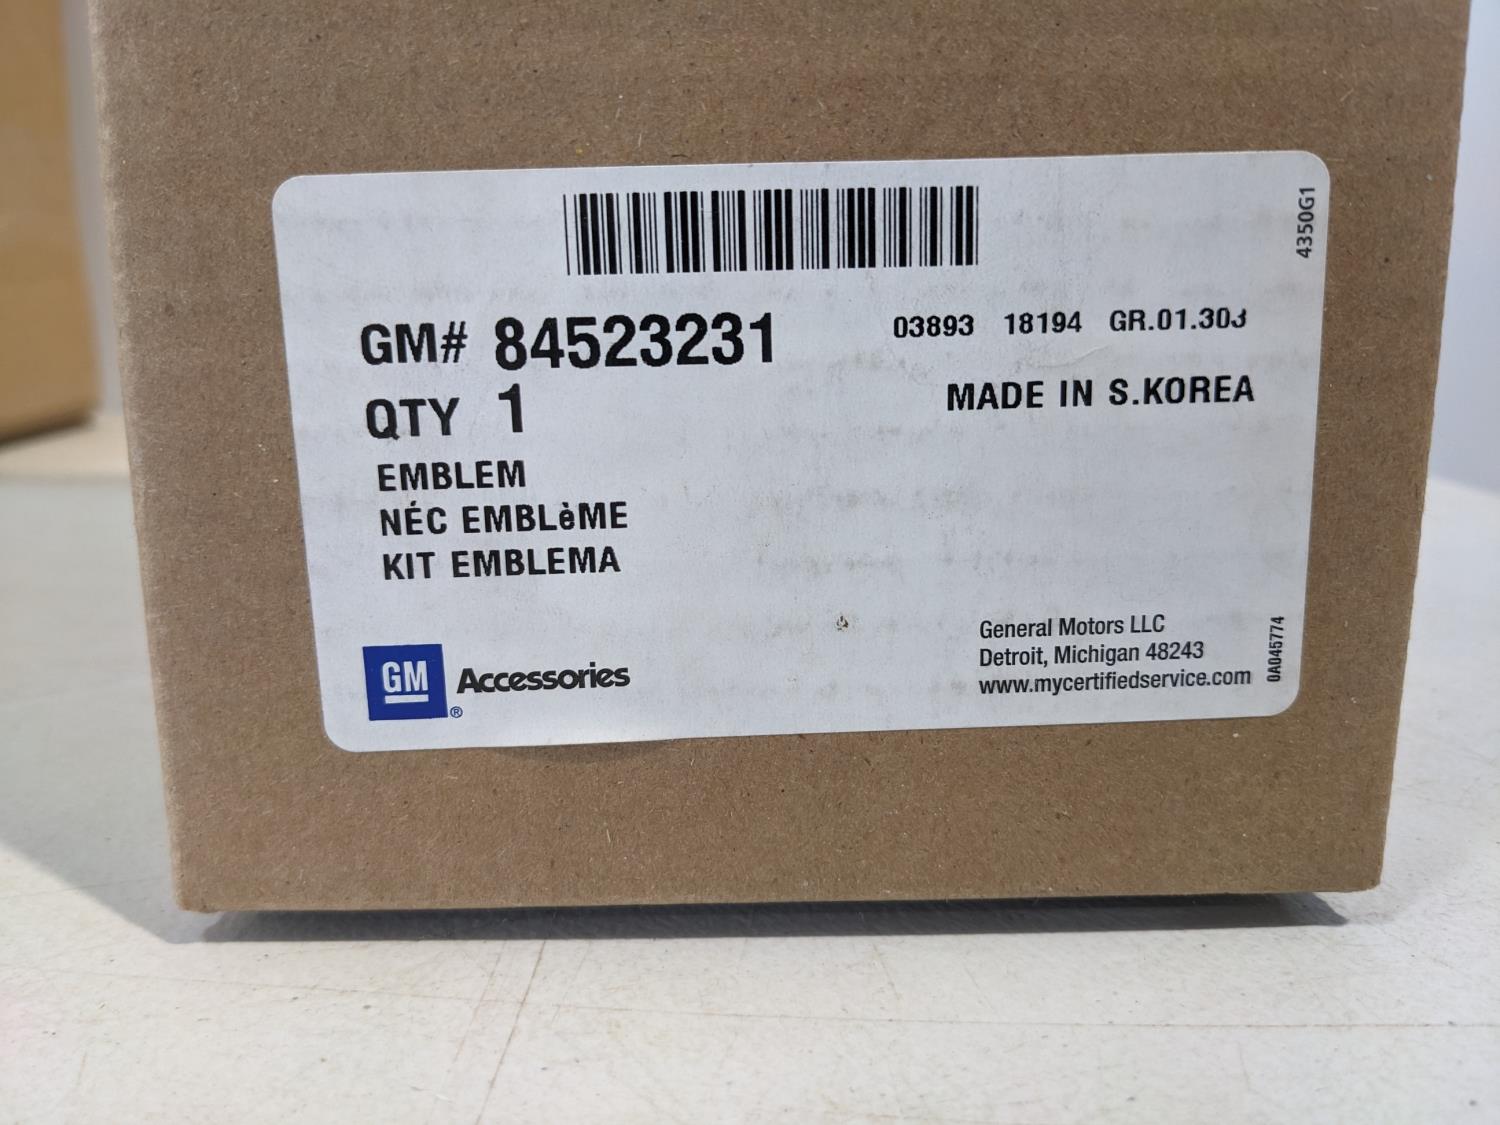 4350G1
GM# 84523231
03893 18194 GR.01.303
QTY 1
MADE IN S.KOREA
EMBLEM
NÉC EMBLèME
KIT EMBLEMA
GM Accessories
®
General Motors LLC
Detroit, Michigan 48243
www.mycertifiedservice.com
0A045774